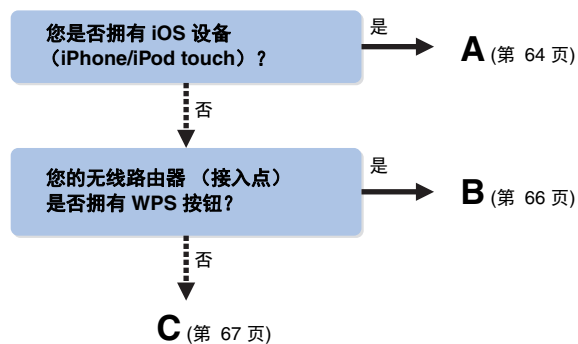 您是否拥有 iOS 设备
（iPhone/iPod touch）？
是
A (第 64 页)
否
您的无线路由器 （接入点）
是否拥有 WPS 按钮？
是
B (第 66 页)
否
C (第 67 页)